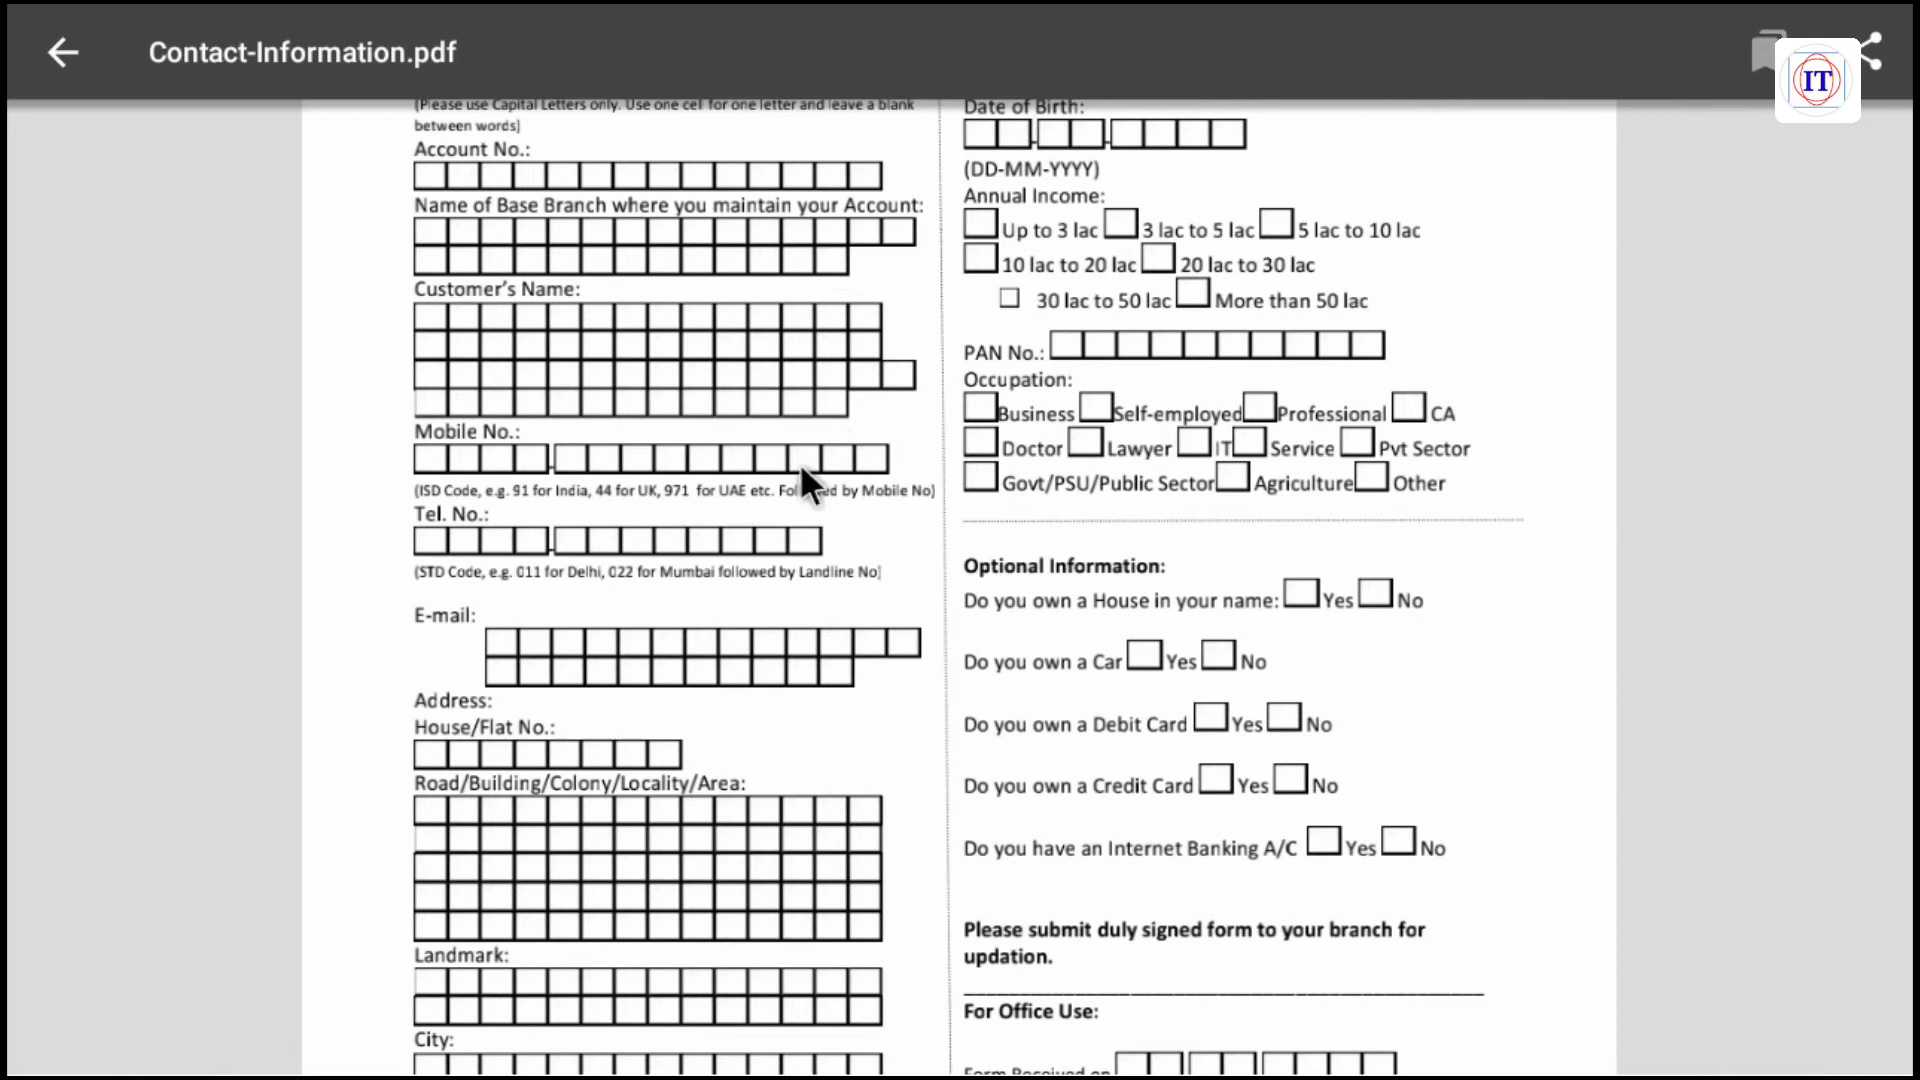 Contact-Information.pdf
IT
(Please use Capital Letters only. Use one cell for one letter and leave a blank
between words)
Account No.:
Name of Base Branch where you maintain your Account:
Customer's Name:
Mobile No.:
(ISD Code, e.g. 91 for India, 44 for UK, 971 for UAE etc. Followed by Mobile No)
Tel. No.:
(STD Code, e.g. 011 for Delhi, 022 for Mumbai followed by Landline No)
E-mail:
Address:
House/Flat No.:
Road/Building/Colony/Locality/Area:
Landmark:
City:
Date of Birth:
(DD-MM-YYYY)
Annual Income:
Up to 3 lac 3 lac to 5 lac 5 lac to 10 lac
10 lac to 20 lac 20 lac to 30 lac
30 lac to 50 lac More than 50 lac
PAN No.:
Occupation:
Business Self-employed Professional CA
Doctor Lawyer IT Service Pvt Sector
Govt/PSU/Public Sector Agriculture Other
Optional Information:
Do you own a House in your name: Yes No
Do you own a Car Yes No
Do you own a Debit Card Yes No
Do you own a Credit Card Yes No
Do you have an Internet Banking A/C Yes No
Please submit duly signed form to your branch for
updation.
For Office Use:
Form Received on